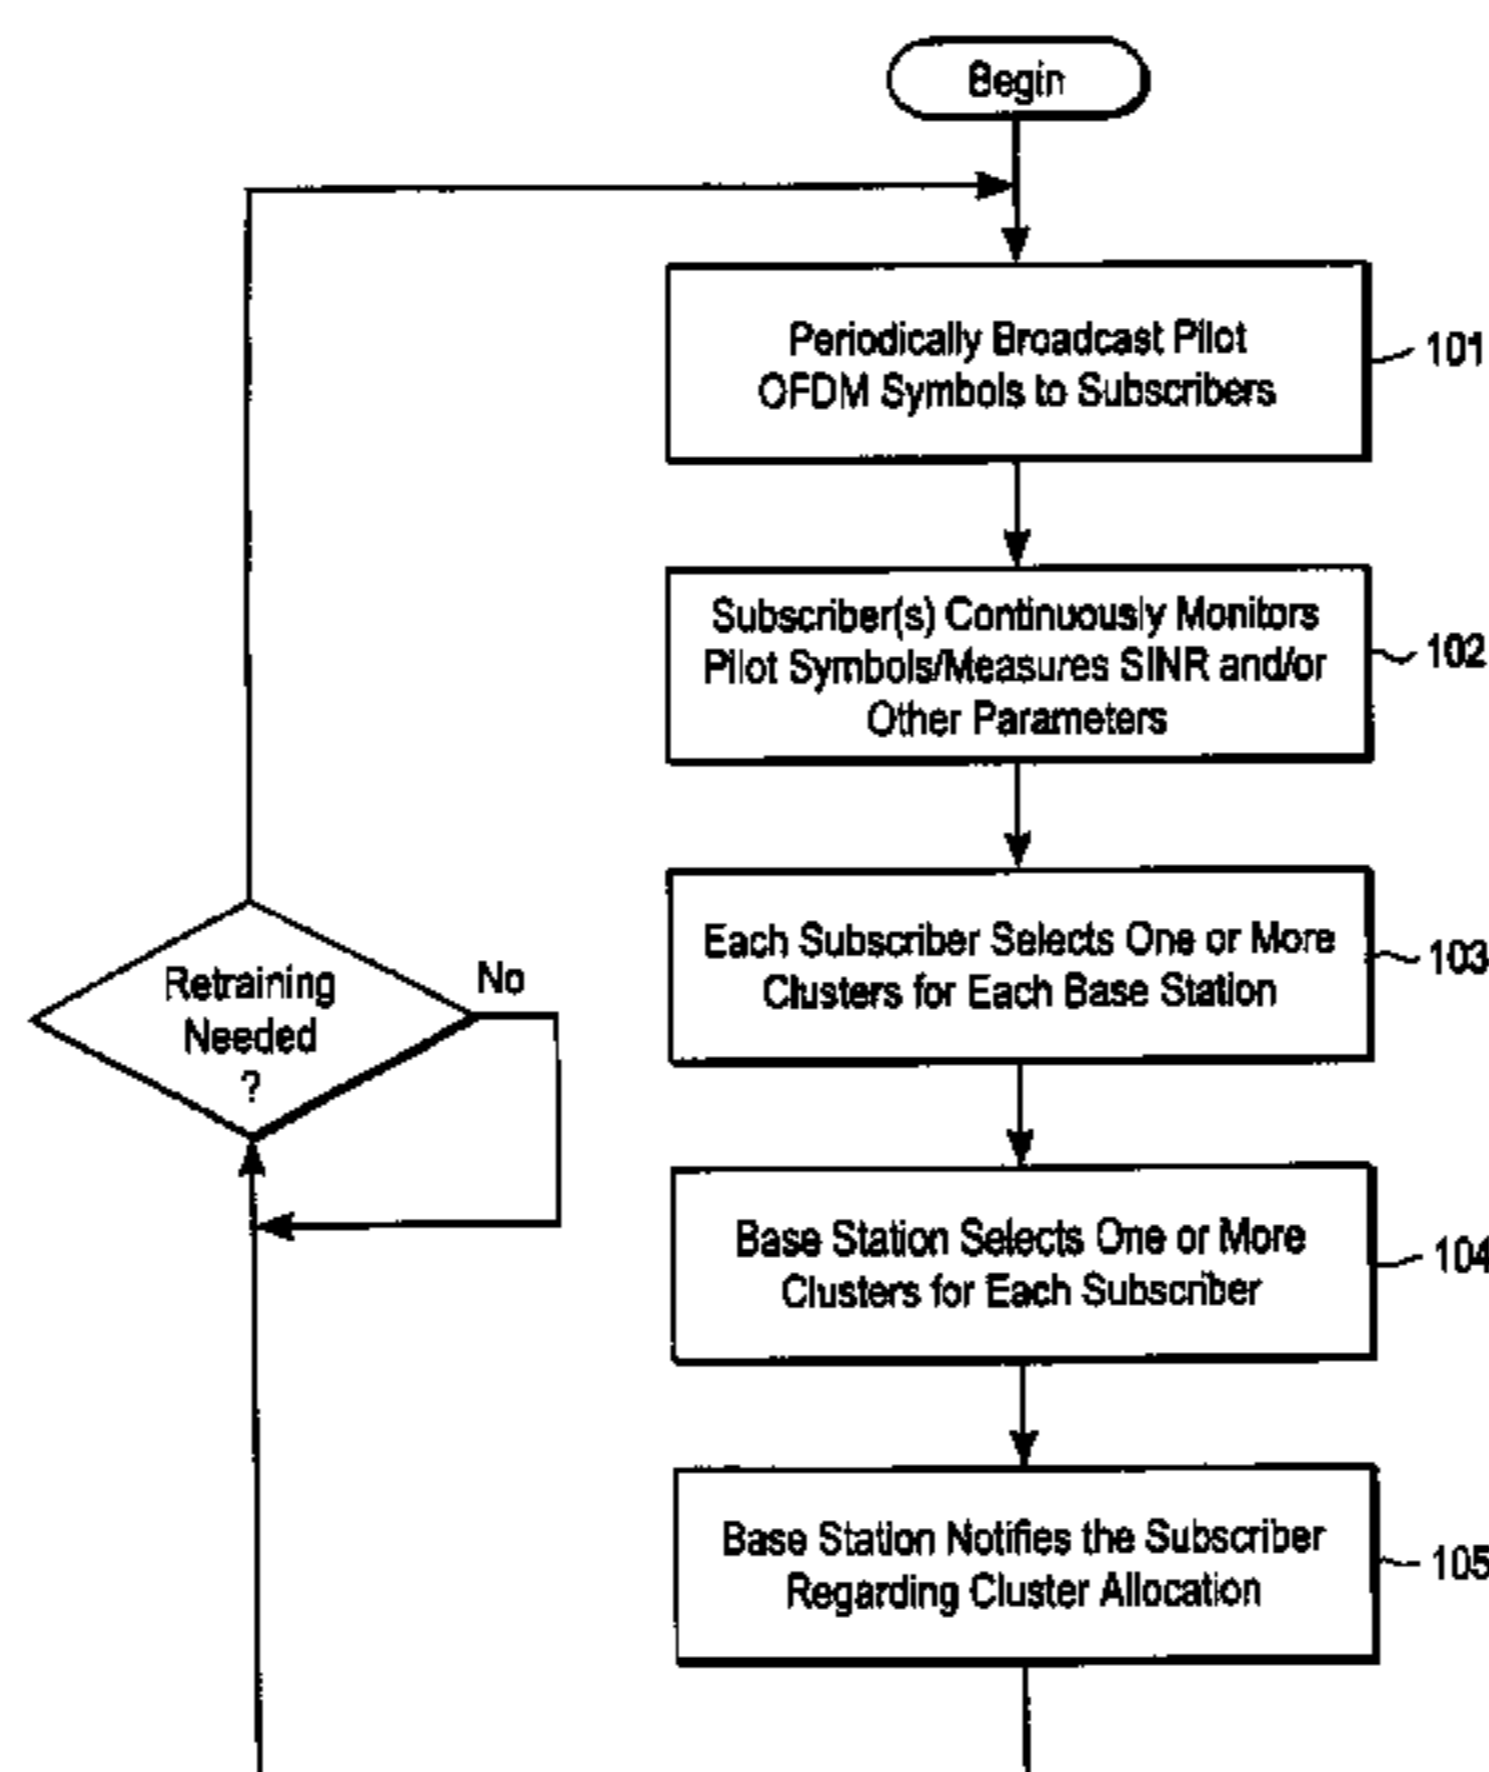 Begin
Periodically Broadcast Pilot
OFDM Symbols to Subscribers
101
Subscriber(s) Continuously Monitors
Pilot Symbols/Measures SINR and/or
Other Parameters
102
Each Subscriber Selects One or More
Clusters for Each Base Station
103
Retraining
Needed
?
No
Base Station Selects One or More
Clusters for Each Subscriber
104
Base Station Notifies the Subscriber
Regarding Cluster Allocation
105